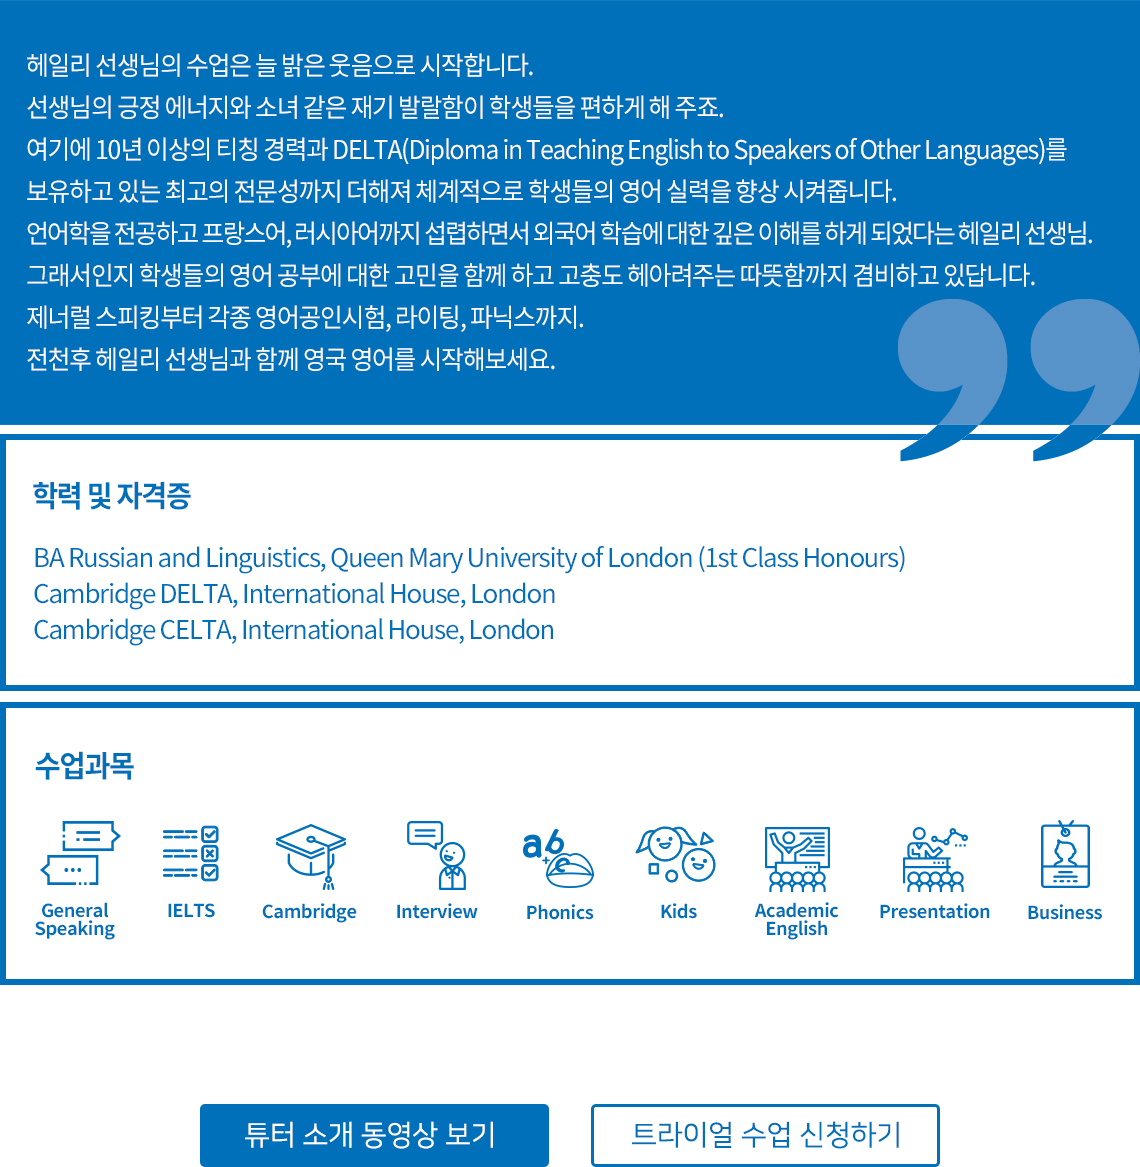 헤일리 선생님의 수업은 늘 밝은 웃음으로 시작합니다.
선생님의 긍정 에너지와 소녀 같은 재기 발랄함이 학생들을 편하게 해 주죠.
여기에 10년 이상의 티칭 경력과 DELTA(Diploma in Teaching English to Speakers of Other Languages)를
보유하고 있는 최고의 전문성까지 더해져 체계적으로 학생들의 영어 실력을 향상 시켜줍니다.
언어학을 전공하고 프랑스어, 러시아어까지 섭렵하면서 외국어 학습에 대한 깊은 이해를 하게 되었다는 헤일리 선생님.
그래서인지 학생들의 영어 공부에 대한 고민을 함께 하고 고충도 헤아려주는 따뜻함까지 겸비하고 있답니다.
제너럴 스피킹부터 각종 영어공인시험, 라이팅, 파닉스까지.
전천후 헤일리 선생님과 함께 영국 영어를 시작해보세요.
”
학력 및 자격증
BA Russian and Linguistics, Queen Mary University of London (1st Class Honours)
Cambridge DELTA, International House, London
Cambridge CELTA, International House, London
수업과목
a b + e
General
Speaking
IELTS
Cambridge
Interview
Phonics
Kids
Academic
English
Presentation
Business
튜터 소개 동영상 보기
트라이얼 수업 신청하기